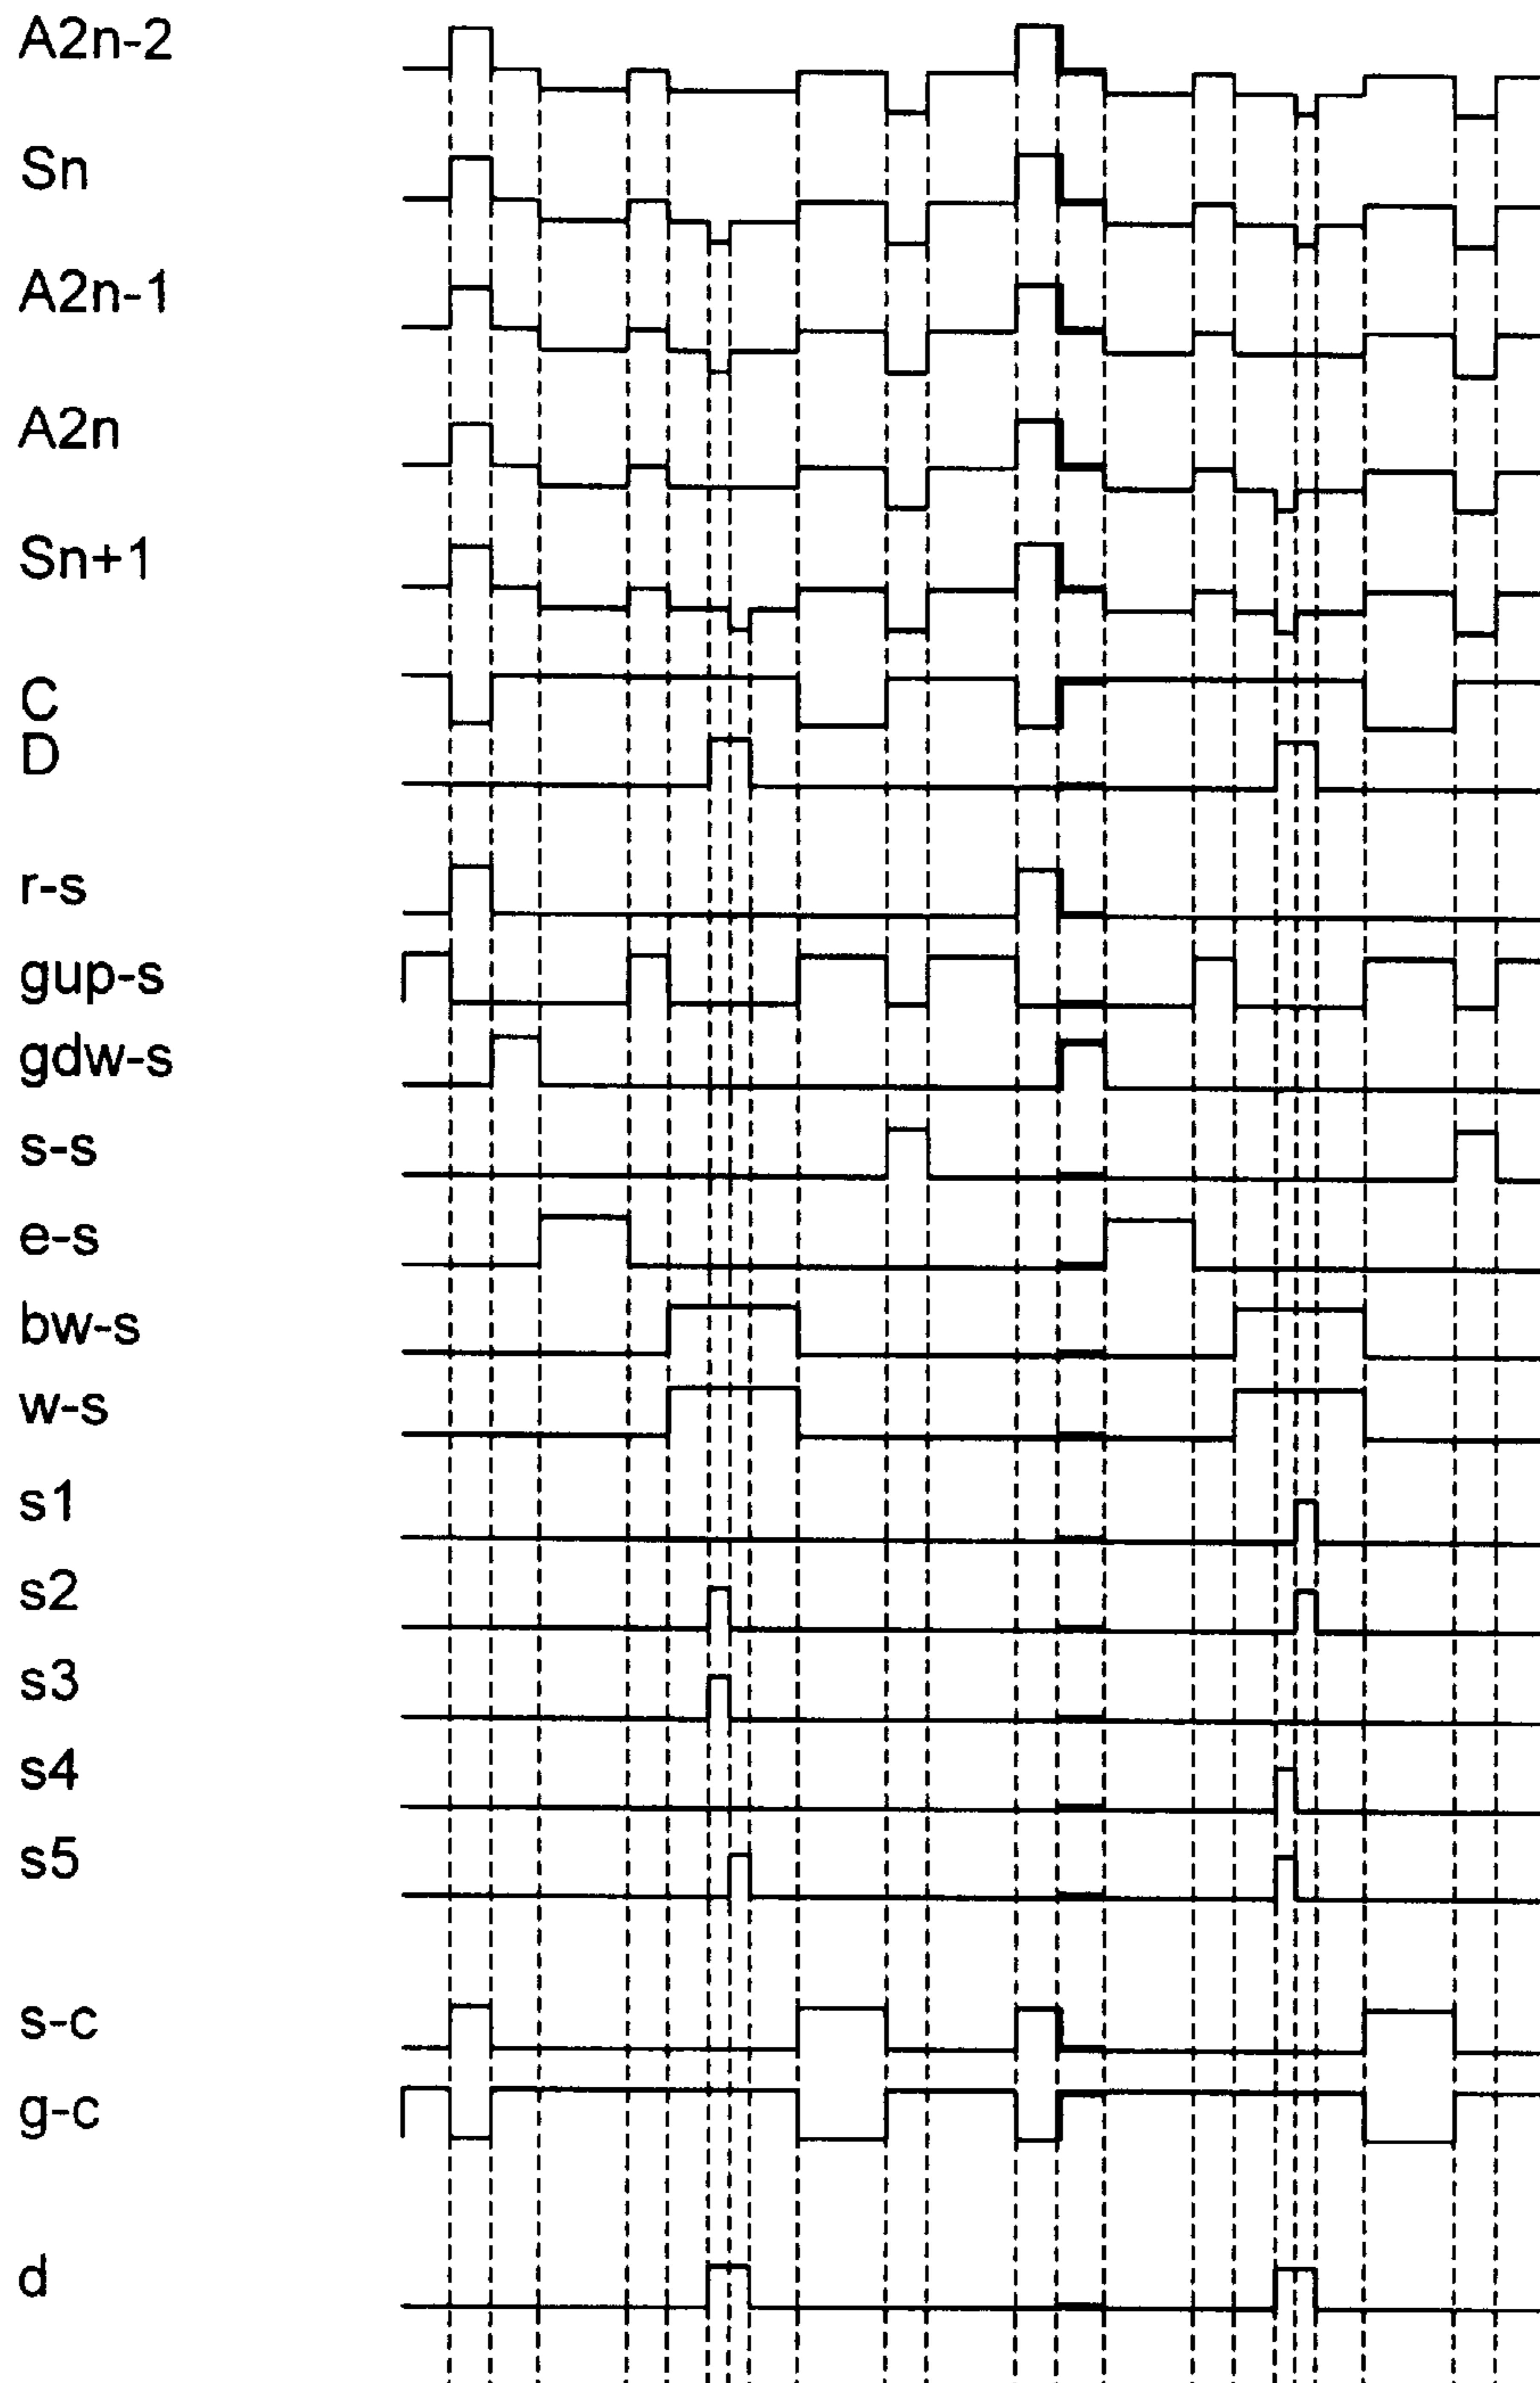 A2n-2
Sn
A2n-1
A2n
Sn+1
C
D
r-s
gup-s
gdw-s
s-s
e-s
bw-s
w-s
s1
s2
s3
s4
s5
s-c
g-c
d